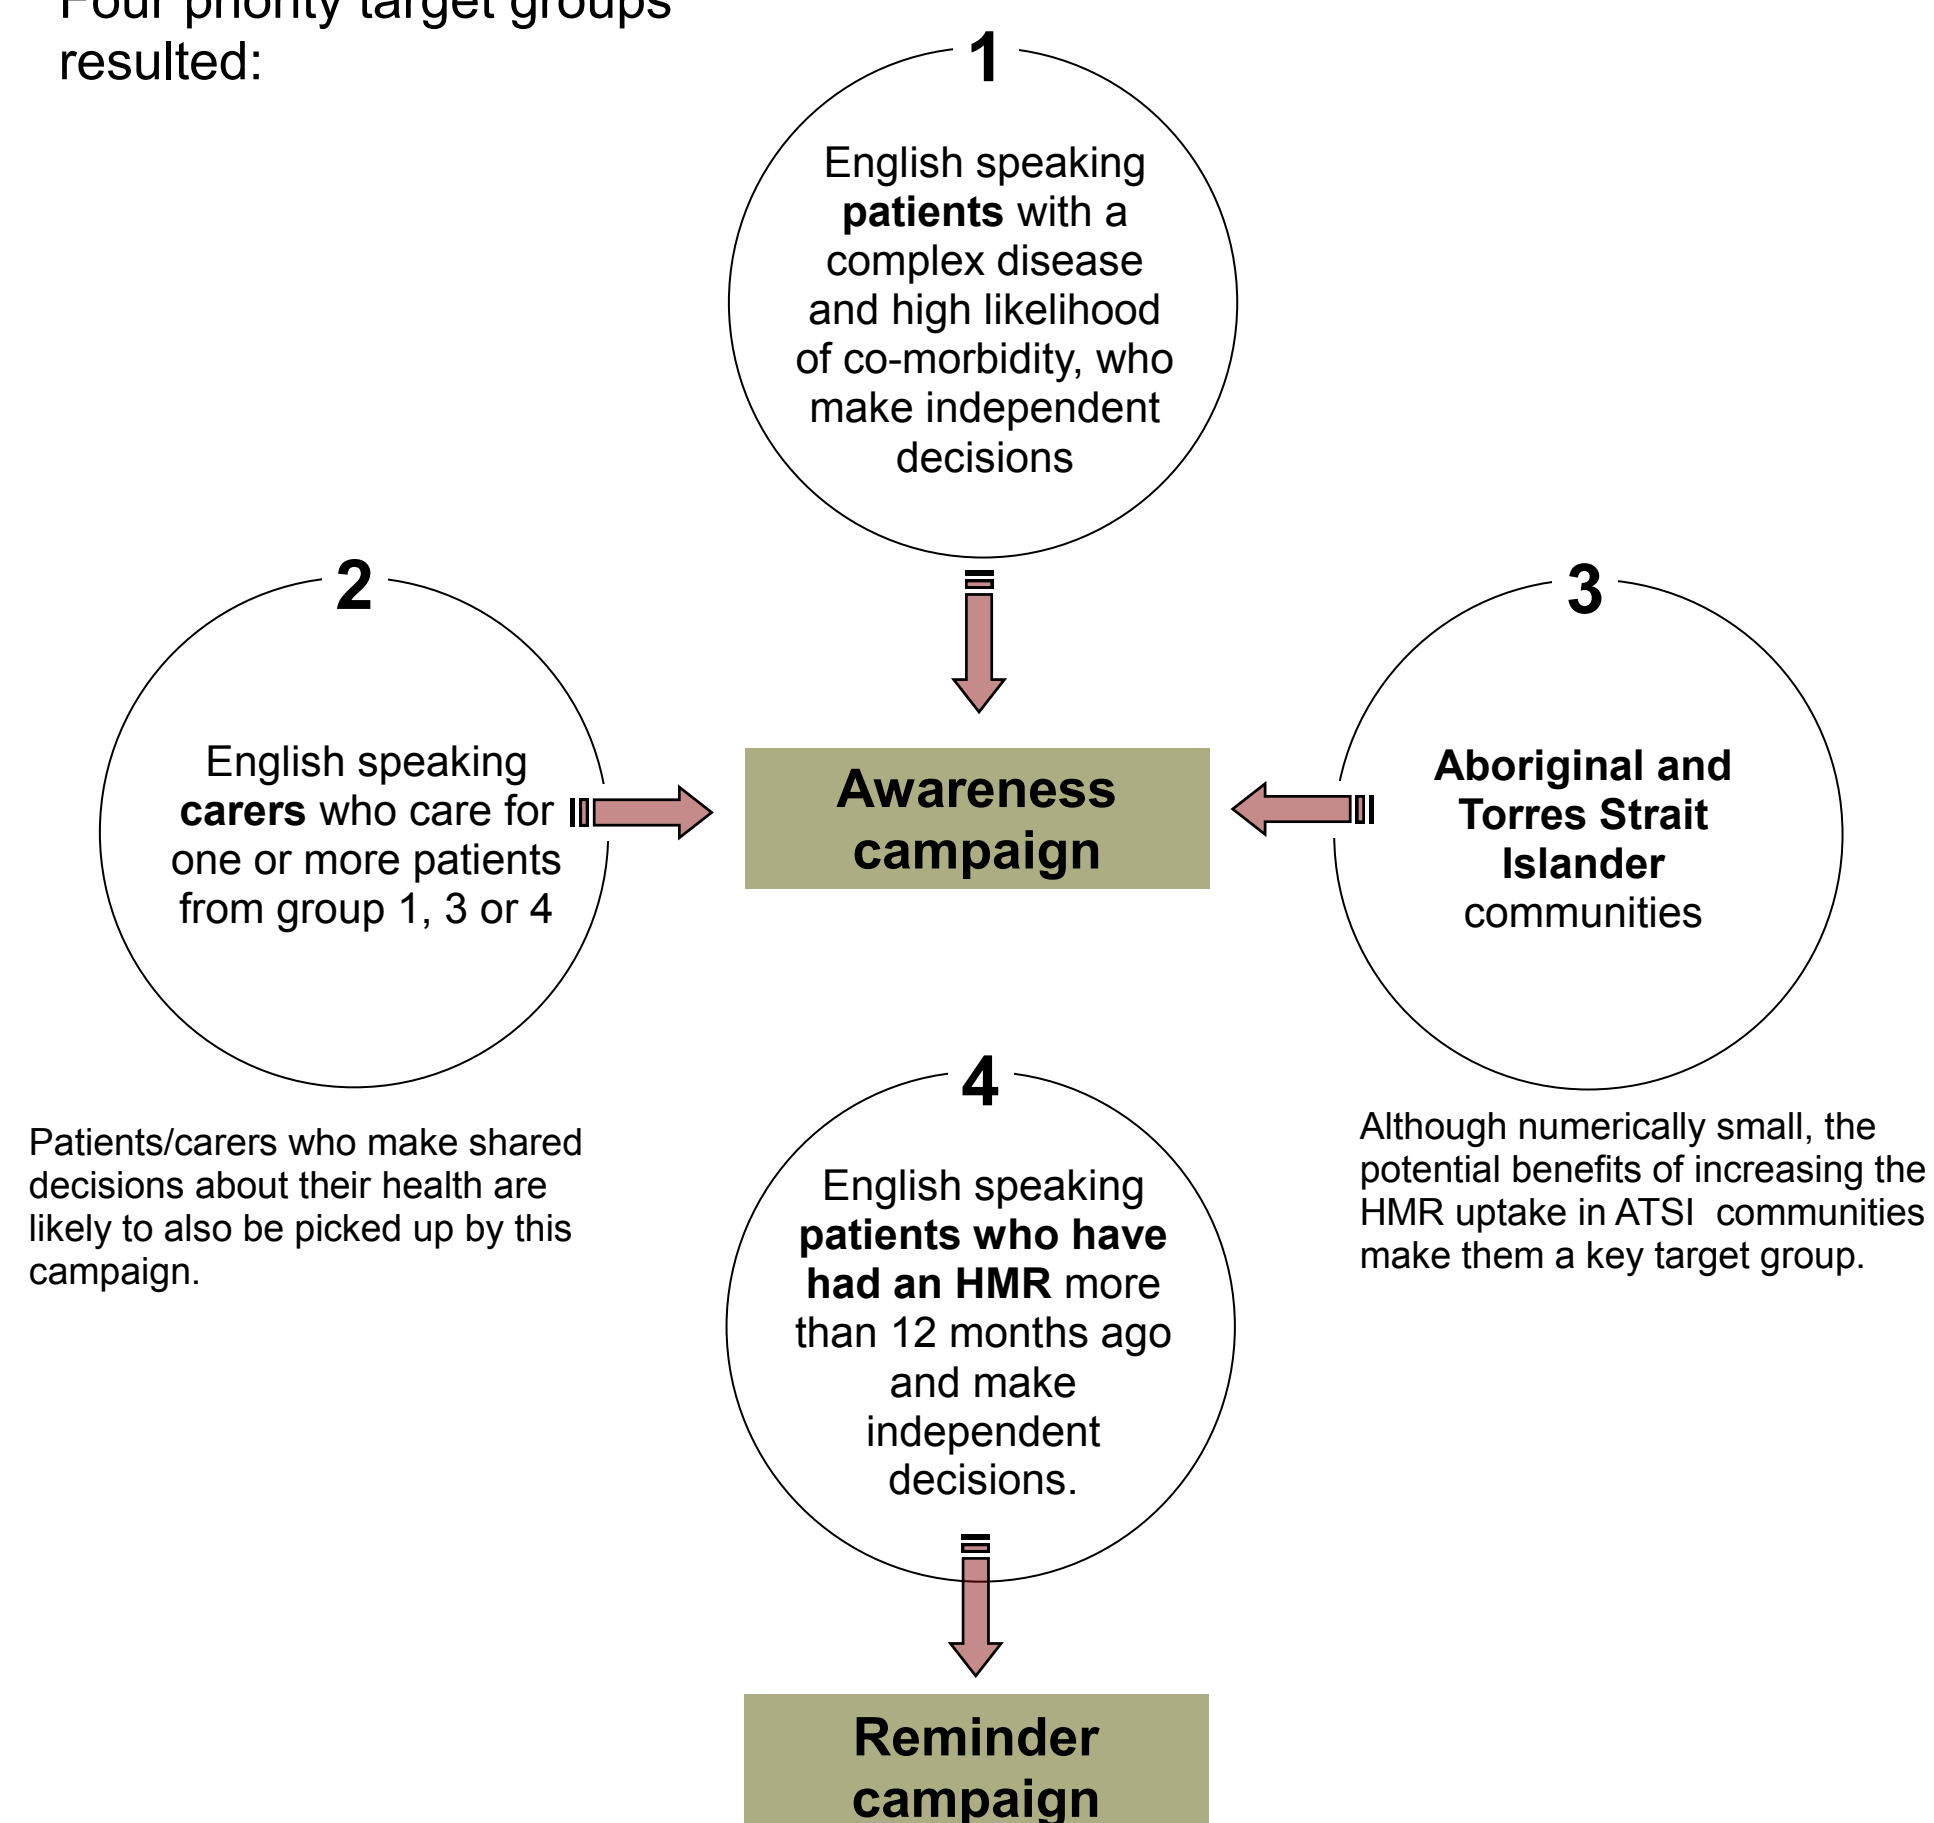 Four priority target groups
resulted:
1
English speaking
patients with a
complex disease
and high likelihood
of co-morbidity, who
make independent
decisions
2
English speaking
carers who care for
one or more patients
from group 1, 3 or 4
Awareness
campaign
3
Aboriginal and
Torres Strait
Islander
communities
Patients/carers who make shared
decisions about their health are
likely to also be picked up by this
campaign.
4
English speaking
patients who have
had an HMR more
than 12 months ago
and make
independent
decisions.
Although numerically small, the
potential benefits of increasing the
HMR uptake in ATSI  communities
make them a key target group.
Reminder
campaign